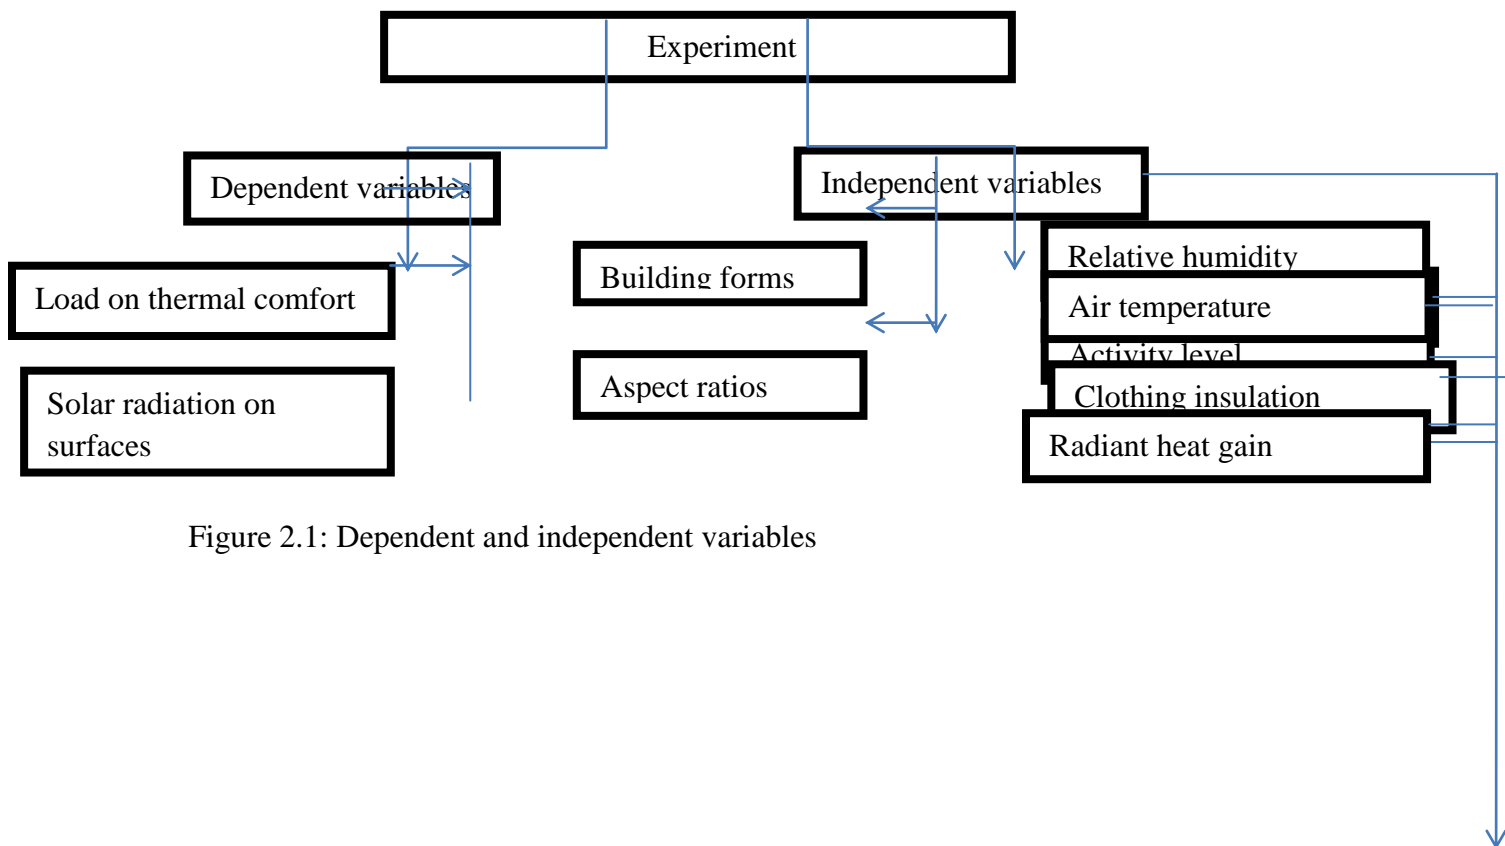 Experiment
Dependent variables
Independent variables
Load on thermal comfort
Solar radiation on
surfaces
Building forms
Aspect ratios
Relative humidity
Air temperature
Activity level
Clothing insulation
Radiant heat gain
Figure 2.1: Dependent and independent variables